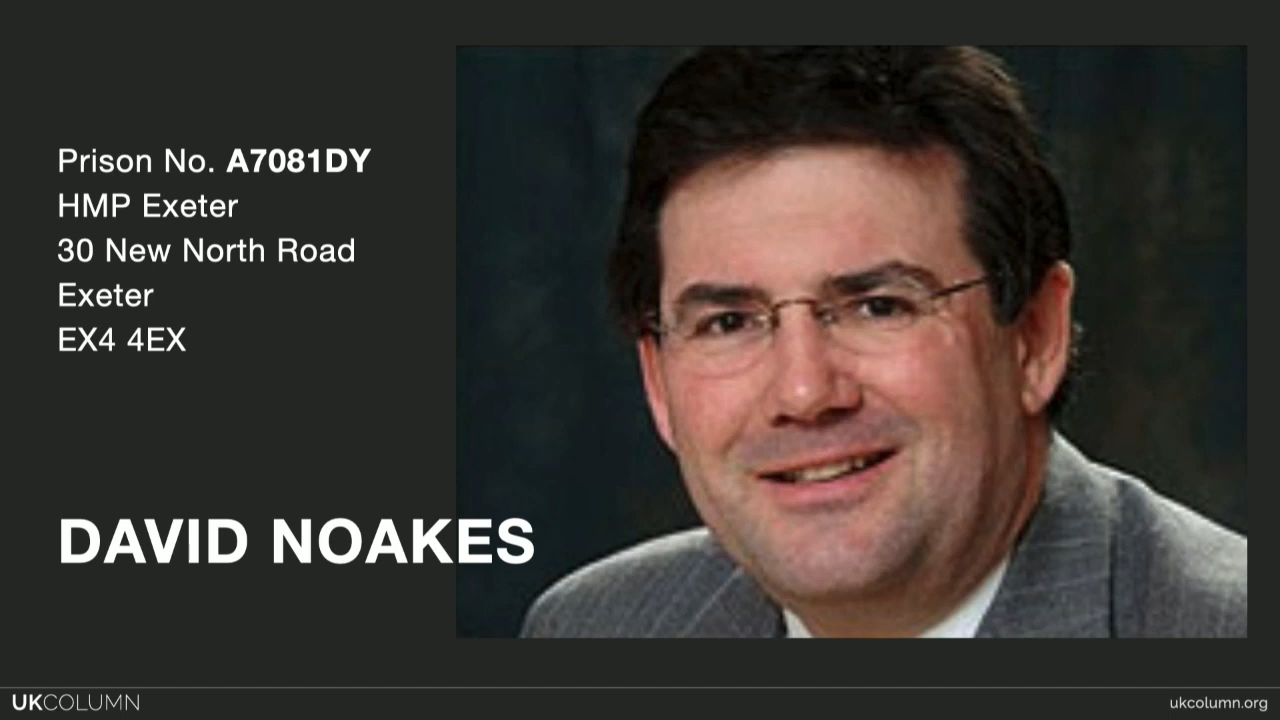 Prison No. A7081DY
HMP Exeter
30 New North Road
Exeter
EX4 4EX
DAVID NOAKES
UKCOLUMN
ukcolumn.org